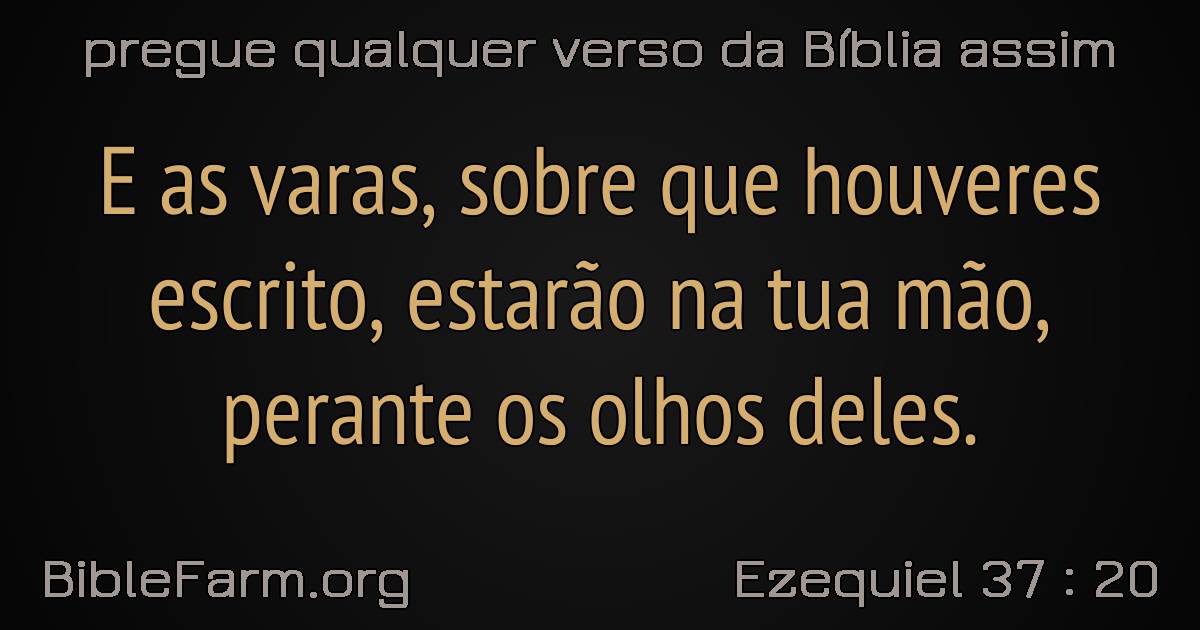 pregue qualquer verso da Bíblia assim
E as varas, sobre que houveres
escrito, estarão na tua mão,
perante os olhos deles.
BibleFarm.org
Ezequiel 37 : 20